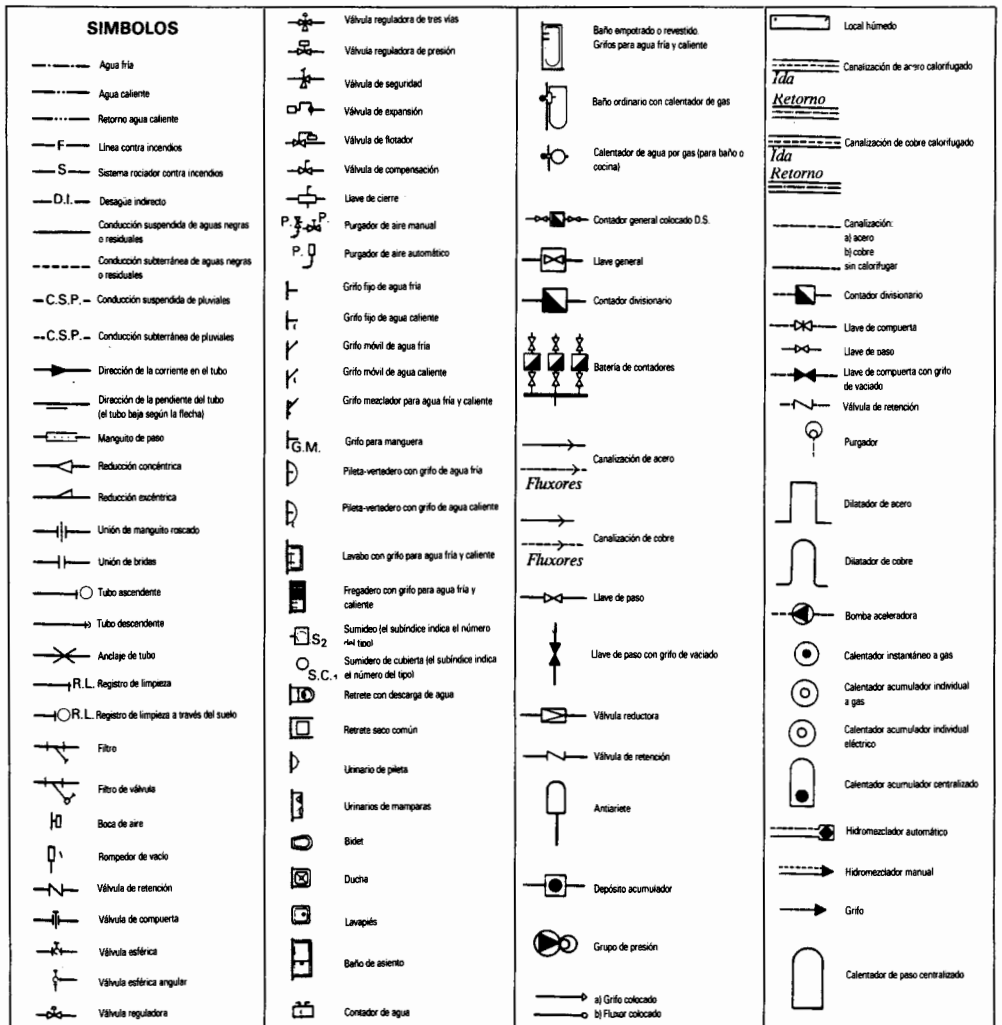 SIMBOLOS
Agua fría
Agua caliente
Retorno agua caliente
F
Línea contra incendios
S
Sistema rociador contra incendios
D.I.
Desagüe indirecto
Conducción suspendida de aguas negras
o residuales
Conducción subterránea de aguas negras
o residuales
C.S.P.
Conducción suspendida de pluviales
C.S.P.
Conducción subterránea de pluviales
Dirección de la corriente en el tubo
Dirección de la pendiente del tubo
(el tubo baja según la flecha)
Manguito de paso
Reducción concéntrica
Reducción excéntrica
Unión de manguito roscado
Unión de bridas
Tubo ascendente
Tubo descendente
Anclaje de tubo
R.L. Registro de limpieza
R.L. Registro de limpieza a través del suelo
Filtro
Filtro de válvula
Boca de aire
Rompedor de vacío
Válvula de retención
Válvula de compuerta
Válvula esférica
Válvula esférica angular
Válvula reguladora
Válvula reguladora de tres vías
Válvula reguladora de presión
Válvula de seguridad
Válvula de expansión
Válvula de flotador
Válvula de compensación
Llave de cierre
P. P.
Purgador de aire manual
P.
Purgador de aire automático
Grifo fijo de agua fría
Grifo fijo de agua caliente
Grifo móvil de agua fría
Grifo móvil de agua caliente
Grifo mezclador para agua fría y caliente
G.M.
Grifo para manguera
Pileta-vertedero con grifo de agua fría
Pileta-vertedero con grifo de agua caliente
Lavabo con grifo para agua fría y caliente
Fregadero con grifo para agua fría y
caliente
S2
Sumideo (el subíndice indica el número
del tipo)
S.C.1
Sumidero de cubierta (el subíndice indica
el número del tipo)
Retrete con descarga de agua
Retrete seco común
Urinario de pileta
Urinarios de mamparas
Bidet
Ducha
Lavapiés
Baño de asiento
Contador de agua
Baño empotrado o revestido.
Grifos para agua fría y caliente
Baño ordinario con calentador de gas
Calentador de agua por gas (para baño o
cocina)
Contador general colocado D.S.
Llave general
Contador divisionario
Batería de contadores
Canalización de acero
Fluxores
Canalización de cobre
Fluxores
Llave de paso
Llave de paso con grifo de vaciado
Válvula reductora
Válvula de retención
Antiariete
Depósito acumulador
Grupo de presión
a) Grifo colocado
b) Fluxor colocado
Local húmedo
Canalización de acero calorifugado
Ida
Retorno
Canalización de cobre calorifugado
Ida
Retorno
Canalización:
a) acero
b) cobre
sin calorifugar
Contador divisionario
Llave de compuerta
Llave de paso
Llave de compuerta con grifo
de vaciado
Válvula de retención
Purgador
Dilatador de acero
Dilatador de cobre
Bomba aceleradora
Calentador instantáneo a gas
Calentador acumulador individual
a gas
Calentador acumulador individual
eléctrico
Calentador acumulador centralizado
Hidromezclador automático
Hidromezclador manual
Grifo
Calentador de paso centralizado